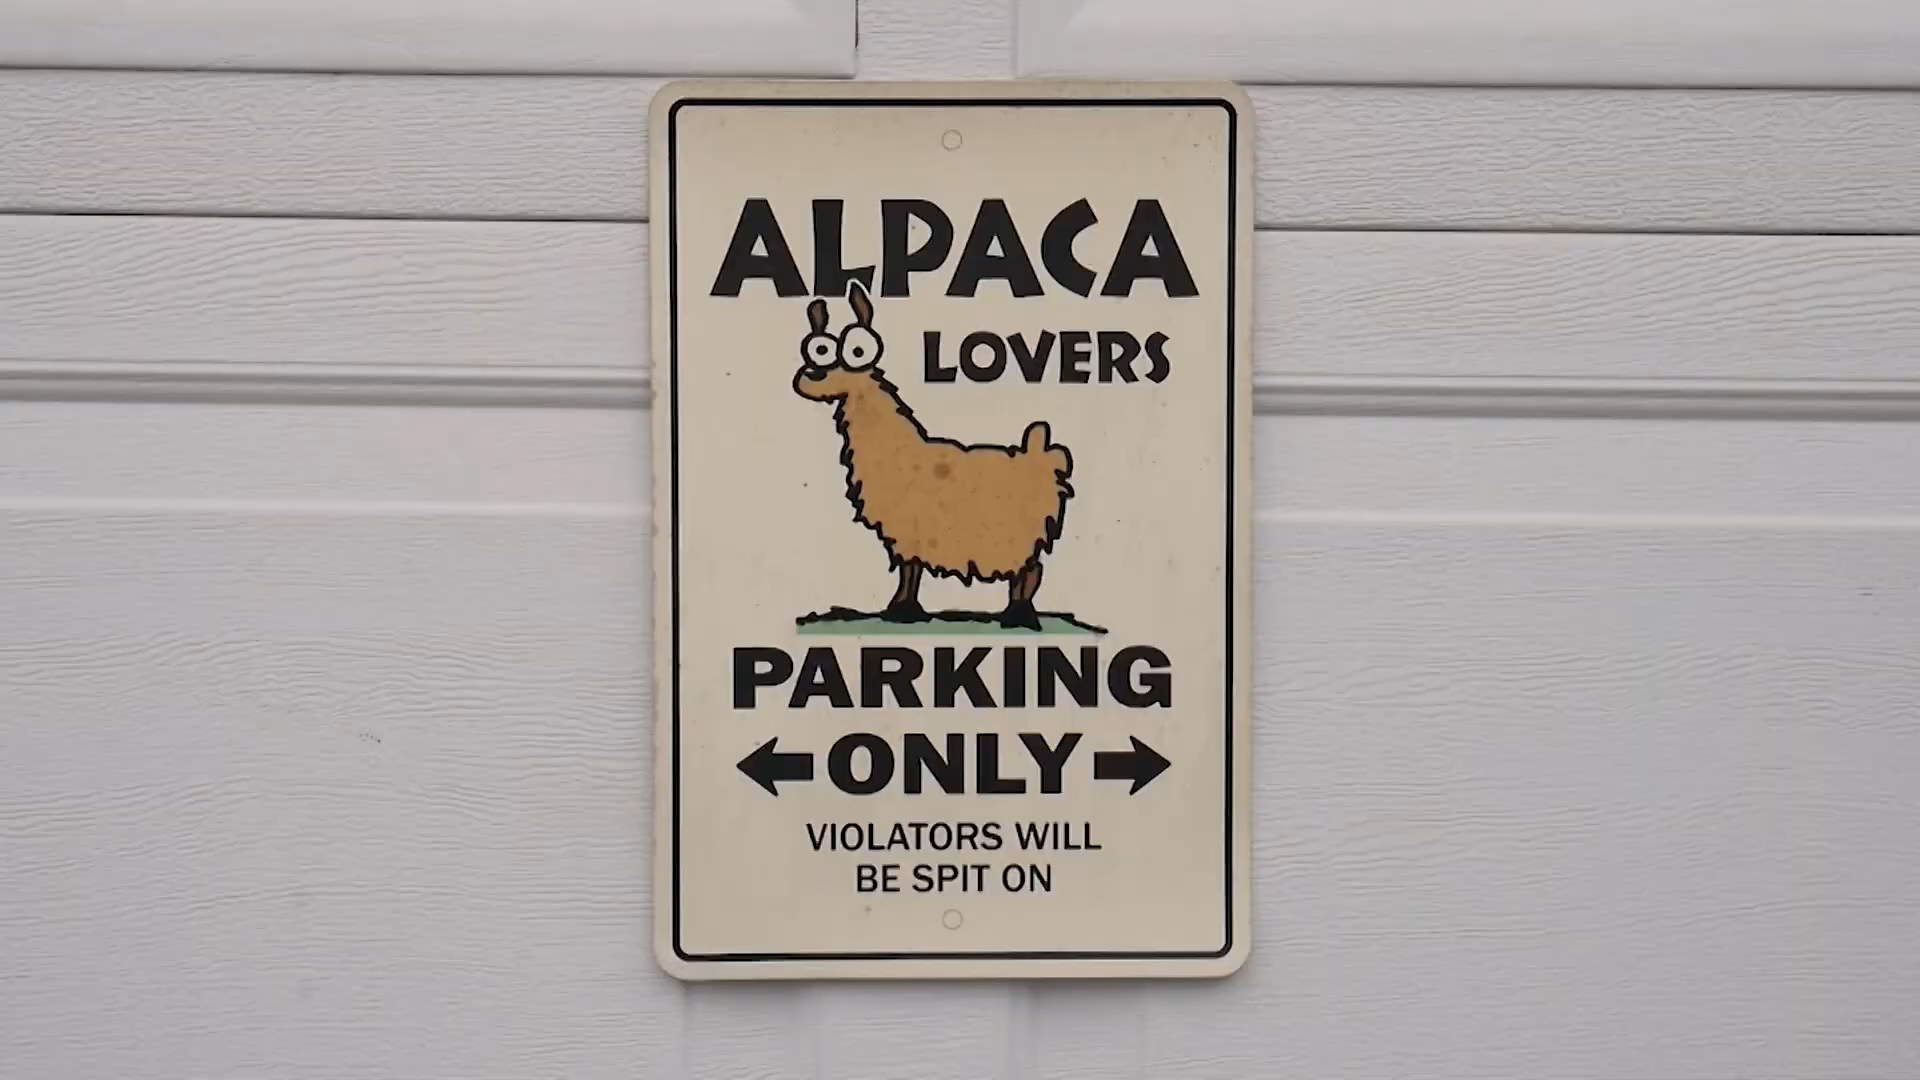 ALPACA
LOVERS
PARKING
ONLY
VIOLATORS WILL
BE SPIT ON